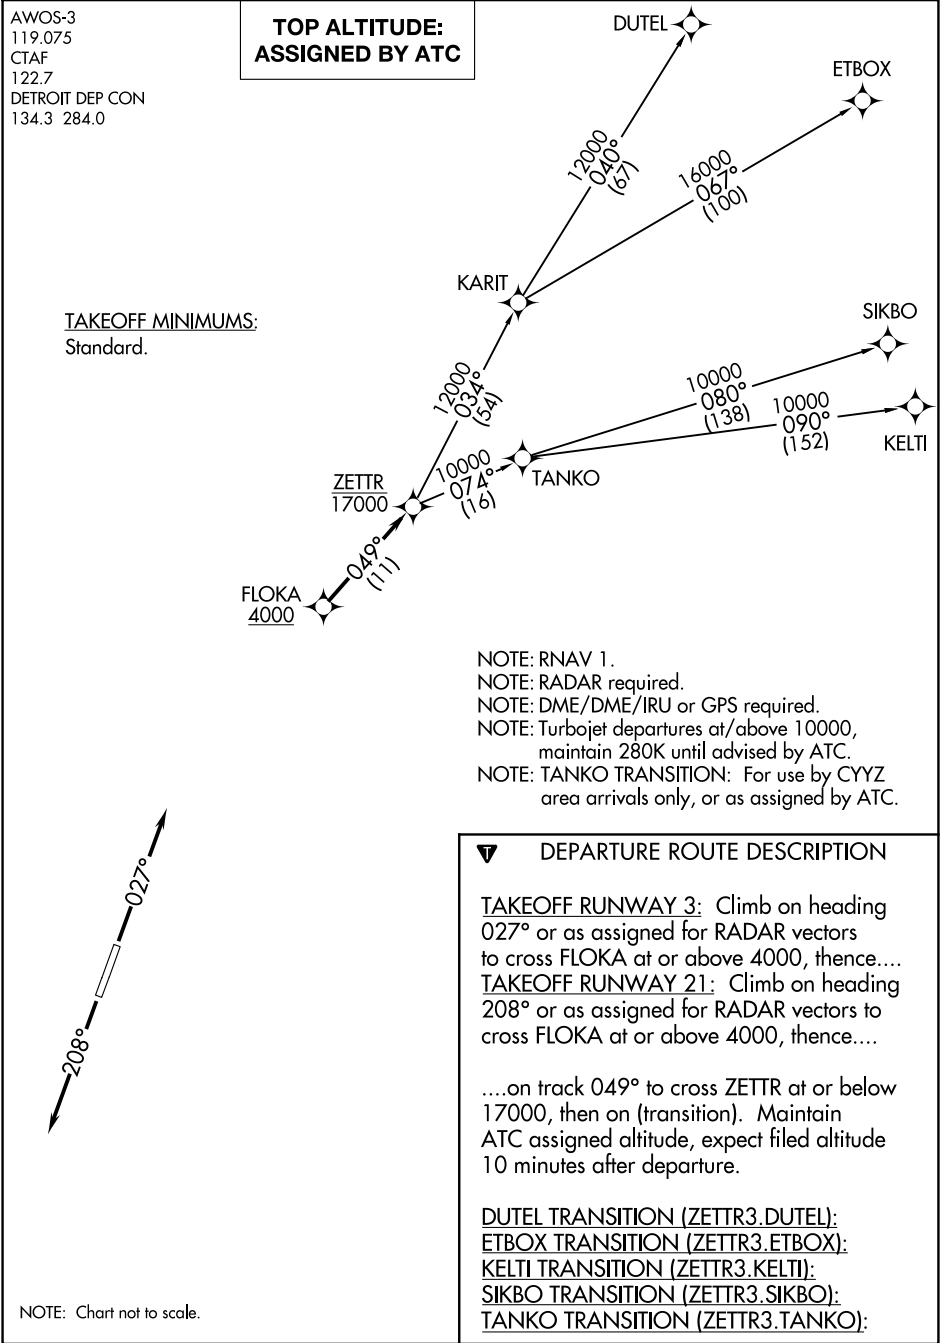 AWOS-3
119.075
CTAF
122.7
DETROIT DEP CON
134.3 284.0
TOP ALTITUDE:
ASSIGNED BY ATC
DUTEL
ETBOX
12000
040°
(67)
16000
067°
(100)
KARIT
TAKEOFF MINIMUMS:
Standard.
SIKBO
12000
034°
(54)
10000
080°
(138)
10000
090°
(152)
KELTI
ZETTR
17000
10000
074°
(16)
TANKO
049°
(11)
FLOKA
4000
NOTE: RNAV 1.
NOTE: RADAR required.
NOTE: DME/DME/IRU or GPS required.
NOTE: Turbojet departures at/above 10000,
maintain 280K until advised by ATC.
NOTE: TANKO TRANSITION: For use by CYYZ
area arrivals only, or as assigned by ATC.
027°
208°
T DEPARTURE ROUTE DESCRIPTION
TAKEOFF RUNWAY 3: Climb on heading
027° or as assigned for RADAR vectors
to cross FLOKA at or above 4000, thence....
TAKEOFF RUNWAY 21: Climb on heading
208° or as assigned for RADAR vectors to
cross FLOKA at or above 4000, thence....
....on track 049° to cross ZETTR at or below
17000, then on (transition). Maintain
ATC assigned altitude, expect filed altitude
10 minutes after departure.
DUTEL TRANSITION (ZETTR3.DUTEL):
ETBOX TRANSITION (ZETTR3.ETBOX):
KELTI TRANSITION (ZETTR3.KELTI):
SIKBO TRANSITION (ZETTR3.SIKBO):
TANKO TRANSITION (ZETTR3.TANKO):
NOTE: Chart not to scale.